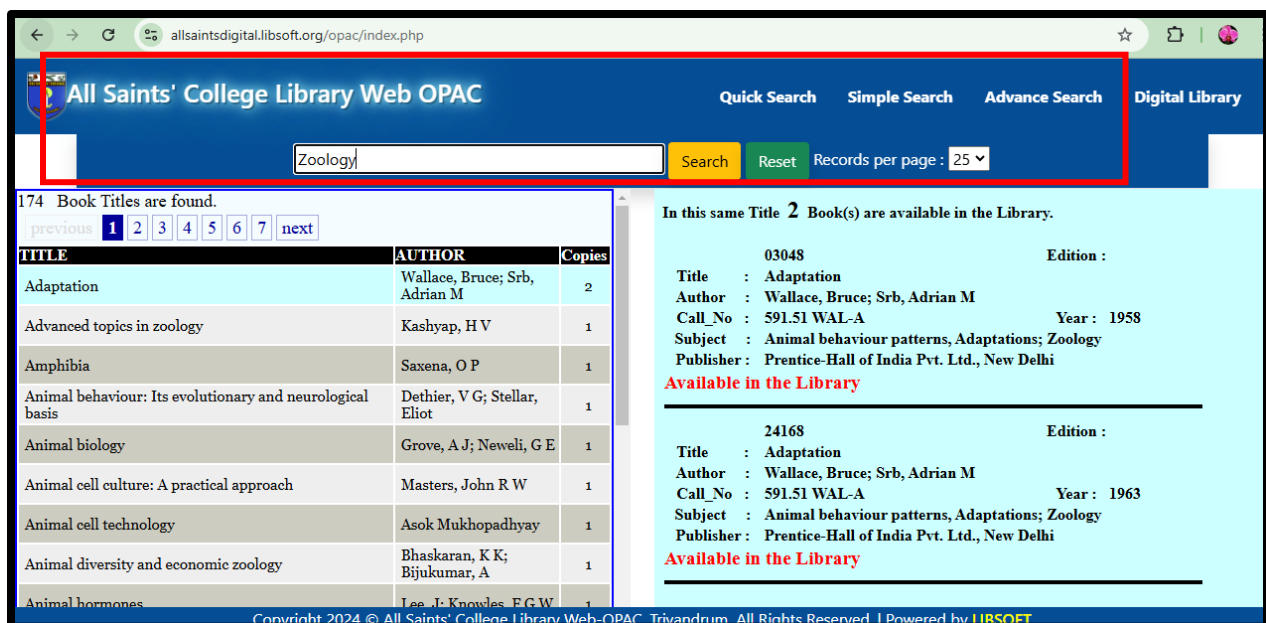 allsaintsdigital.libsoft.org/opac/index.php
All Saints' College Library Web OPAC
Quick Search Simple Search Advance Search Digital Library
Zoology Search Reset Records per page : 25
174 Book Titles are found.
previous 1 2 3 4 5 6 7 next
TITLE AUTHOR Copies
Adaptation Wallace, Bruce; Srb, Adrian M 2
Advanced topics in zoology Kashyap, H V 1
Amphibia Saxena, O P 1
Animal behaviour: Its evolutionary and neurological basis Dethier, V G; Stellar, Eliot 1
Animal biology Grove, A J; Neweli, G E 1
Animal cell culture: A practical approach Masters, John R W 1
Animal cell technology Asok Mukhopadhyay 1
Animal diversity and economic zoology Bhaskaran, K K; Bijukumar, A 1
Animal hormones Lee, J; Knowles, F G W 1
In this same Title 2 Book(s) are available in the Library.
03048 Edition :
Title : Adaptation
Author : Wallace, Bruce; Srb, Adrian M
Call_No : 591.51 WAL-A Year : 1958
Subject : Animal behaviour patterns, Adaptations; Zoology
Publisher : Prentice-Hall of India Pvt. Ltd., New Delhi
Available in the Library
24168 Edition :
Title : Adaptation
Author : Wallace, Bruce; Srb, Adrian M
Call_No : 591.51 WAL-A Year : 1963
Subject : Animal behaviour patterns, Adaptations; Zoology
Publisher : Prentice-Hall of India Pvt. Ltd., New Delhi
Available in the Library
Copyright 2024 © All Saints' College Library Web-OPAC, Trivandrum. All Rights Reserved. | Powered by LIBSOFT